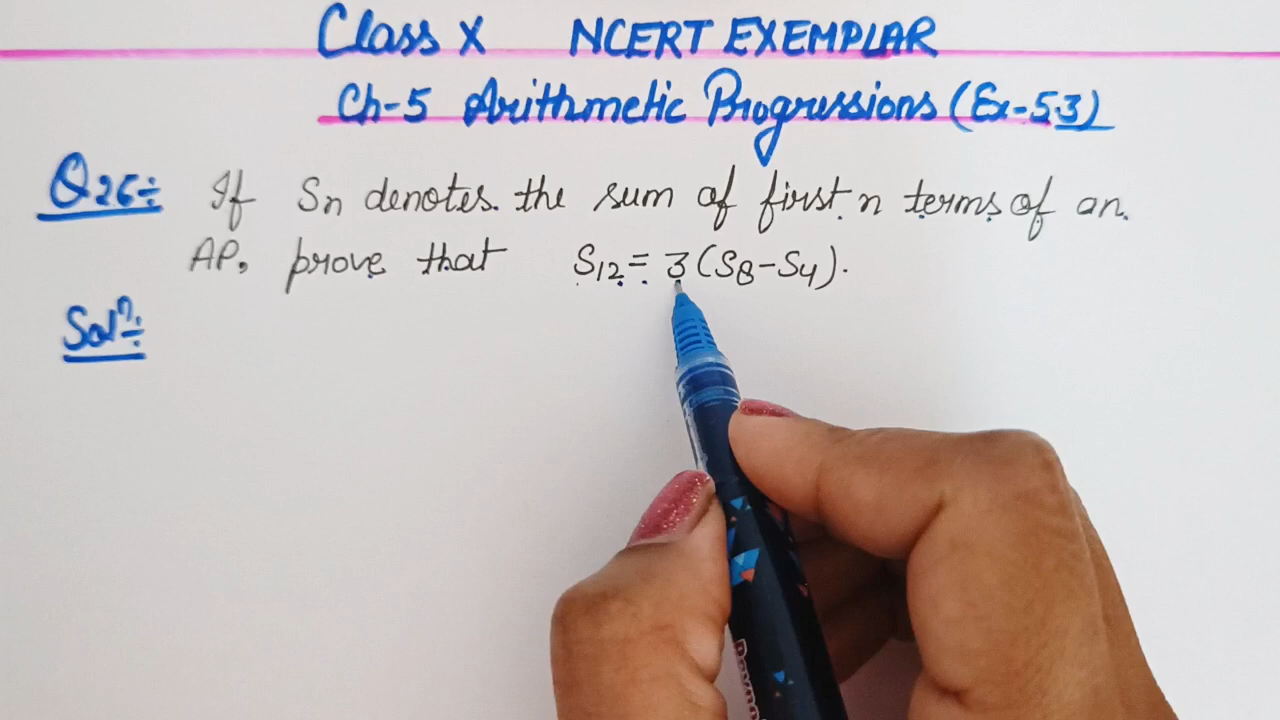 Class X NCERT EXEMPLAR
Ch-5 Arithmetic Progressions (Ex-5.3)
Q26÷ If Sn denotes the sum of first n terms of an
AP, prove that S12 = 3(S8-S4).
Solⁿ÷